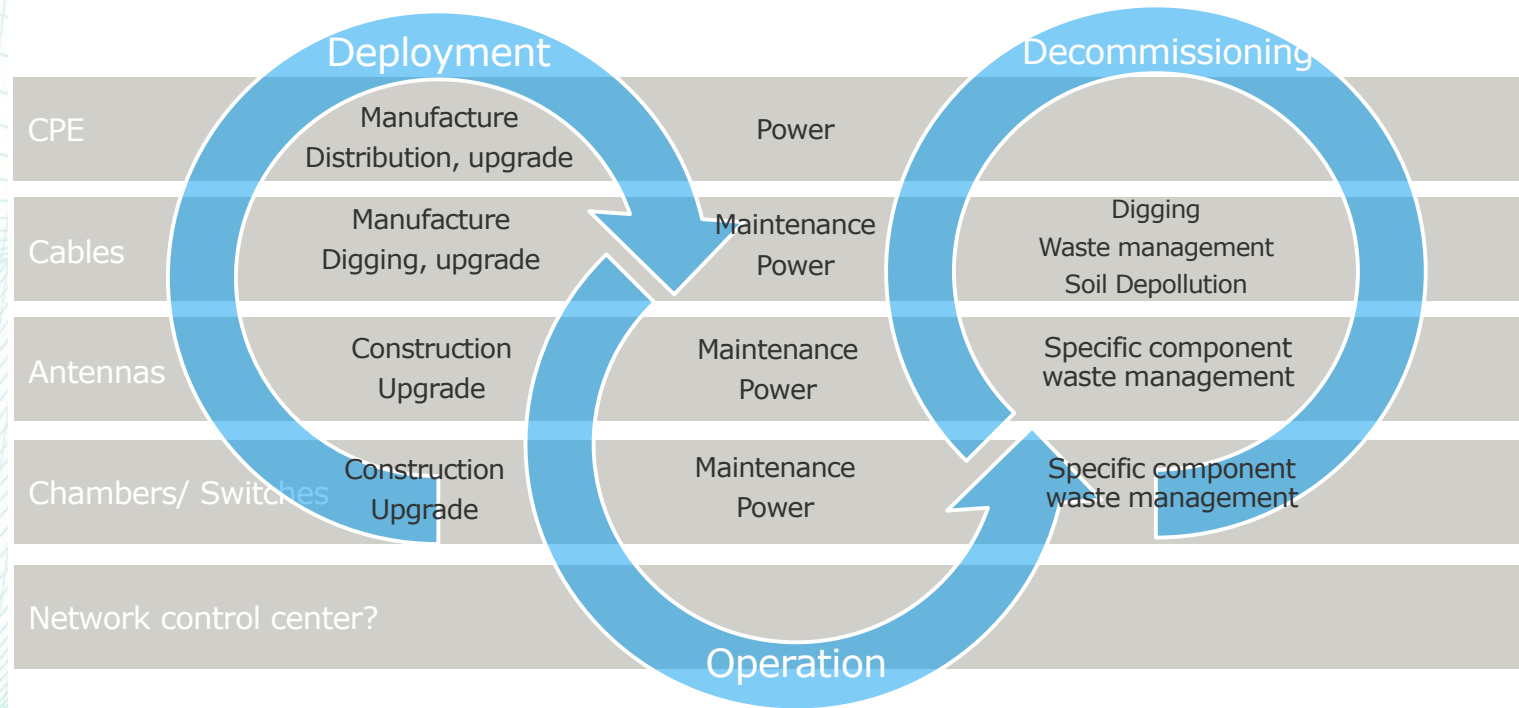 Deployment
Decommissioning
CPE
Manufacture
Distribution, upgrade
Power
Cables
Manufacture
Digging, upgrade
Maintenance
Power
Digging
Waste management
Soil Depollution
Antennas
Construction
Upgrade
Maintenance
Power
Specific component
waste management
Chambers/ Switches
Construction
Upgrade
Maintenance
Power
Specific component
waste management
Network control center?
Operation